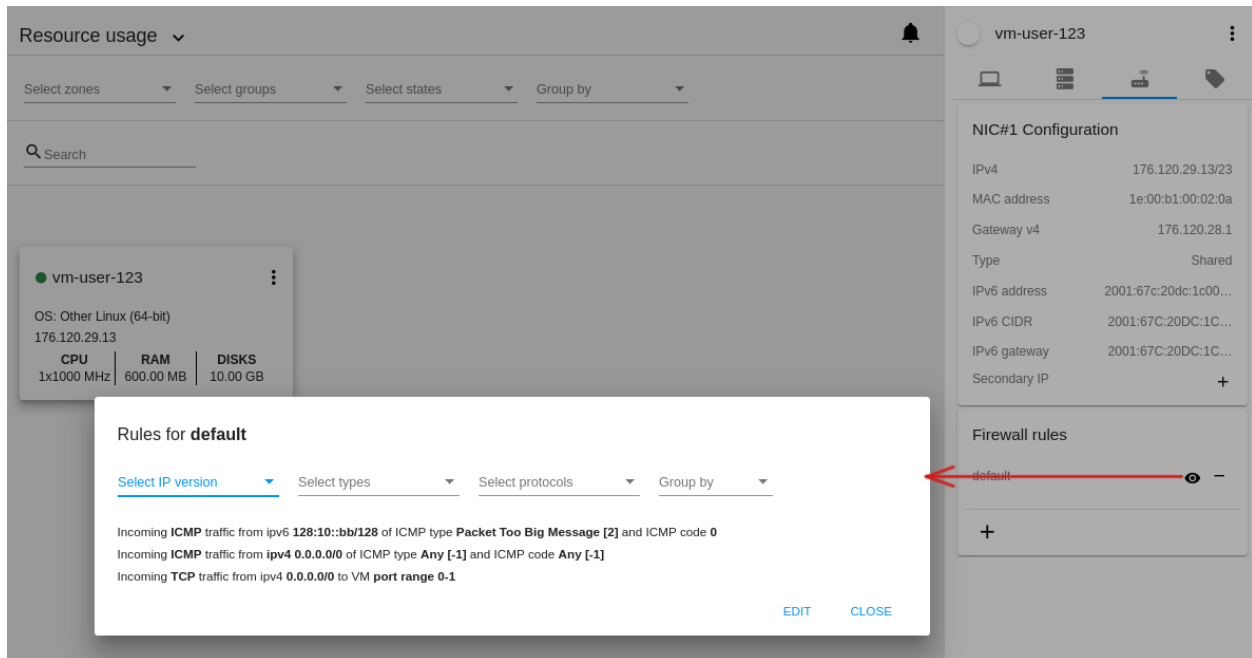 Resource usage
Select zones
Select groups
Select states
Group by
Search
vm-user-123
OS: Other Linux (64-bit)
176.120.29.13
CPU RAM DISKS
1x1000 MHz 600.00 MB 10.00 GB
Rules for default
Select IP version
Select types
Select protocols
Group by
Incoming ICMP traffic from ipv6 128:10::bb/128 of ICMP type Packet Too Big Message [2] and ICMP code 0
Incoming ICMP traffic from ipv4 0.0.0.0/0 of ICMP type Any [-1] and ICMP code Any [-1]
Incoming TCP traffic from ipv4 0.0.0.0/0 to VM port range 0-1
EDIT CLOSE
vm-user-123
NIC#1 Configuration
IPv4 176.120.29.13/23
MAC address 1e:00:b1:00:02:0a
Gateway v4 176.120.28.1
Type Shared
IPv6 address 2001:67c:20dc:1c00...
IPv6 CIDR 2001:67C:20DC:1C...
IPv6 gateway 2001:67C:20DC:1C...
Secondary IP +
Firewall rules
default
+